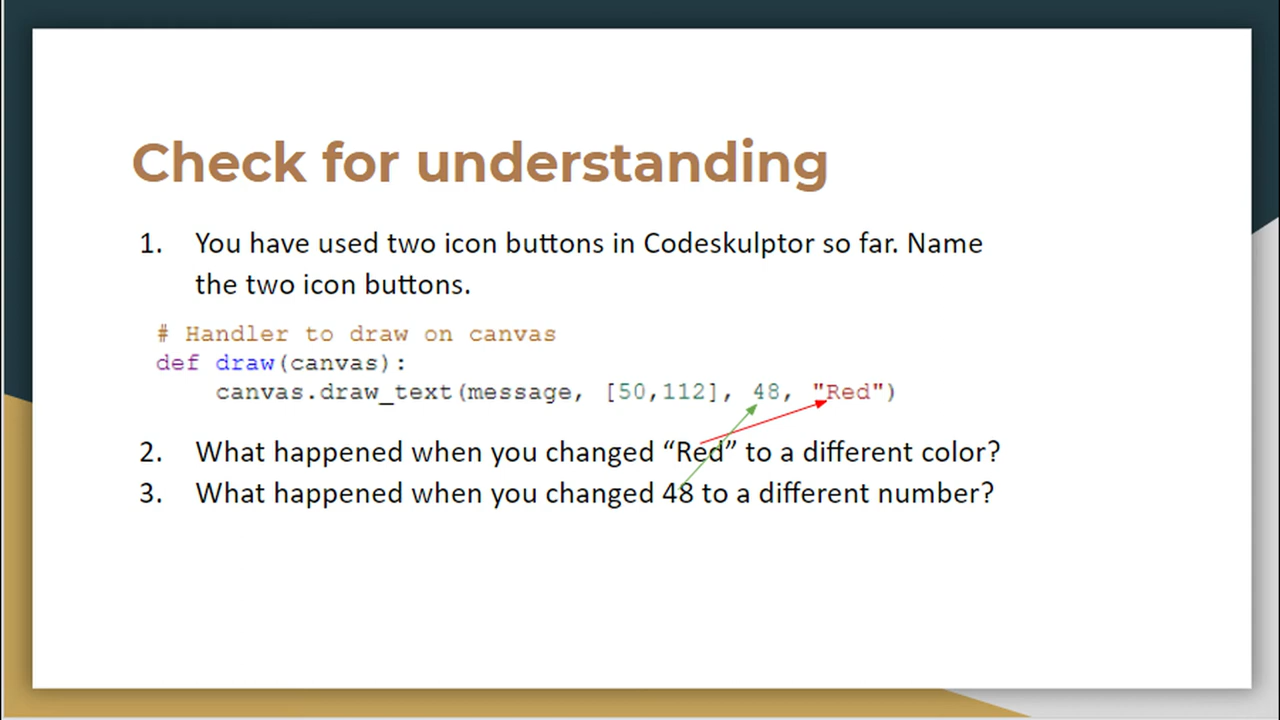 Check for understanding
1. You have used two icon buttons in Codeskulptor so far. Name
the two icon buttons.
# Handler to draw on canvas
def draw(canvas):
    canvas.draw_text(message, [50,112], 48, "Red")
2. What happened when you changed “Red” to a different color?
3. What happened when you changed 48 to a different number?